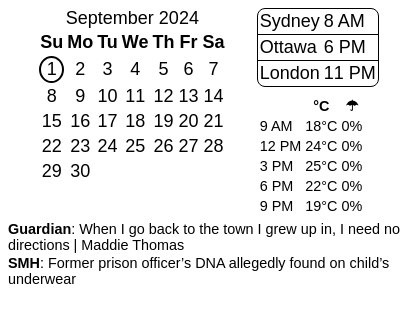 September 2024
Su Mo Tu We Th Fr Sa
1 2 3 4 5 6 7
8 9 10 11 12 13 14
15 16 17 18 19 20 21
22 23 24 25 26 27 28
29 30
Sydney 8 AM
Ottawa 6 PM
London 11 PM
°C ☂
9 AM 18°C 0%
12 PM 24°C 0%
3 PM 25°C 0%
6 PM 22°C 0%
9 PM 19°C 0%
Guardian: When I go back to the town I grew up in, I need no
directions | Maddie Thomas
SMH: Former prison officer’s DNA allegedly found on child’s
underwear